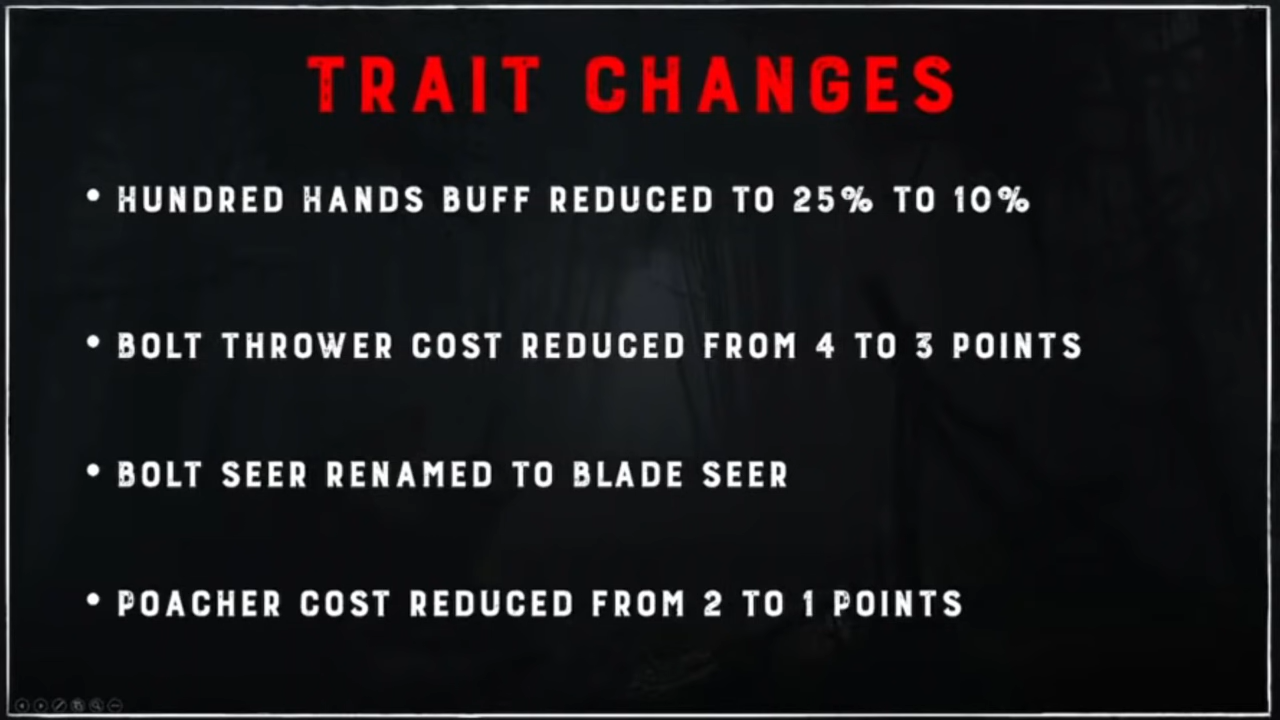 TRAIT CHANGES
• HUNDRED HANDS BUFF REDUCED TO 25% TO 10%
• BOLT THROWER COST REDUCED FROM 4 TO 3 POINTS
• BOLT SEER RENAMED TO BLADE SEER
• POACHER COST REDUCED FROM 2 TO 1 POINTS